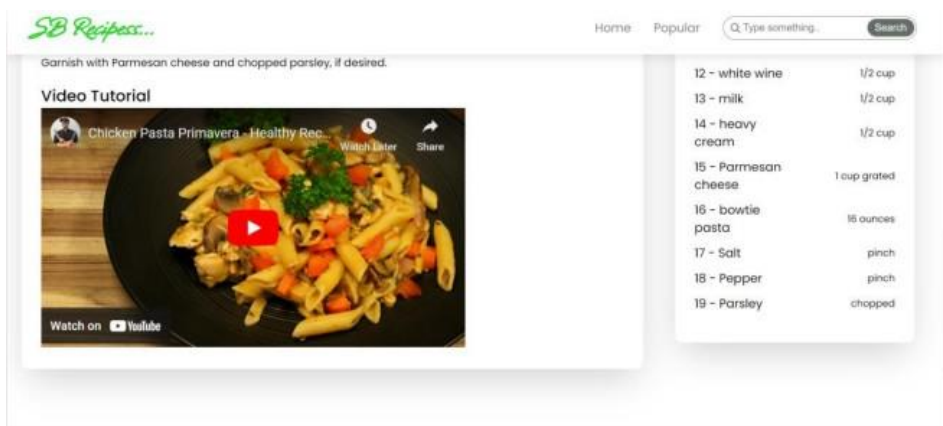 SB Recipess...
Home Popular Type something.. Search
Garnish with Parmesan cheese and chopped parsley, if desired.
Video Tutorial
Chicken Pasta Primavera - Healthy Rec...
Watch Later Share
Watch on YouTube
12 - white wine 1/2 cup
13 - milk 1/2 cup
14 - heavy
cream 1/2 cup
15 - Parmesan
cheese 1 cup grated
16 - bowtie
pasta 16 ounces
17 - Salt pinch
18 - Pepper pinch
19 - Parsley chopped